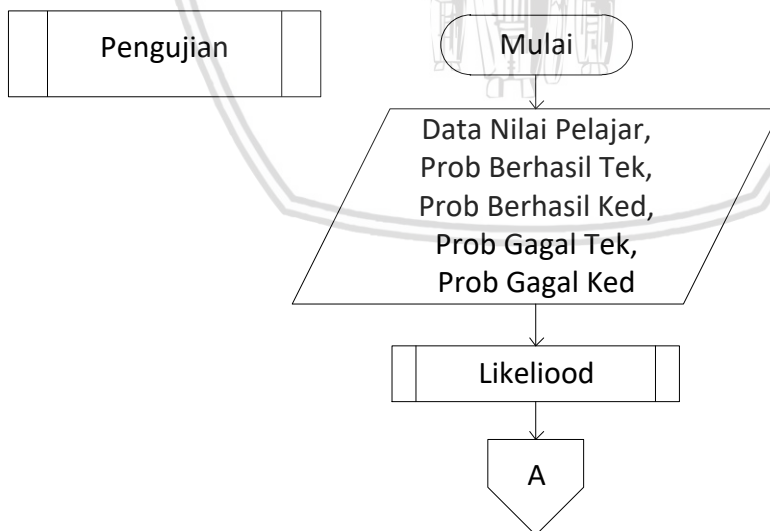 Pengujian
Mulai
Data Nilai Pelajar,
Prob Berhasil Tek,
Prob Berhasil Ked,
Prob Gagal Tek,
Prob Gagal Ked
Likeliood
A